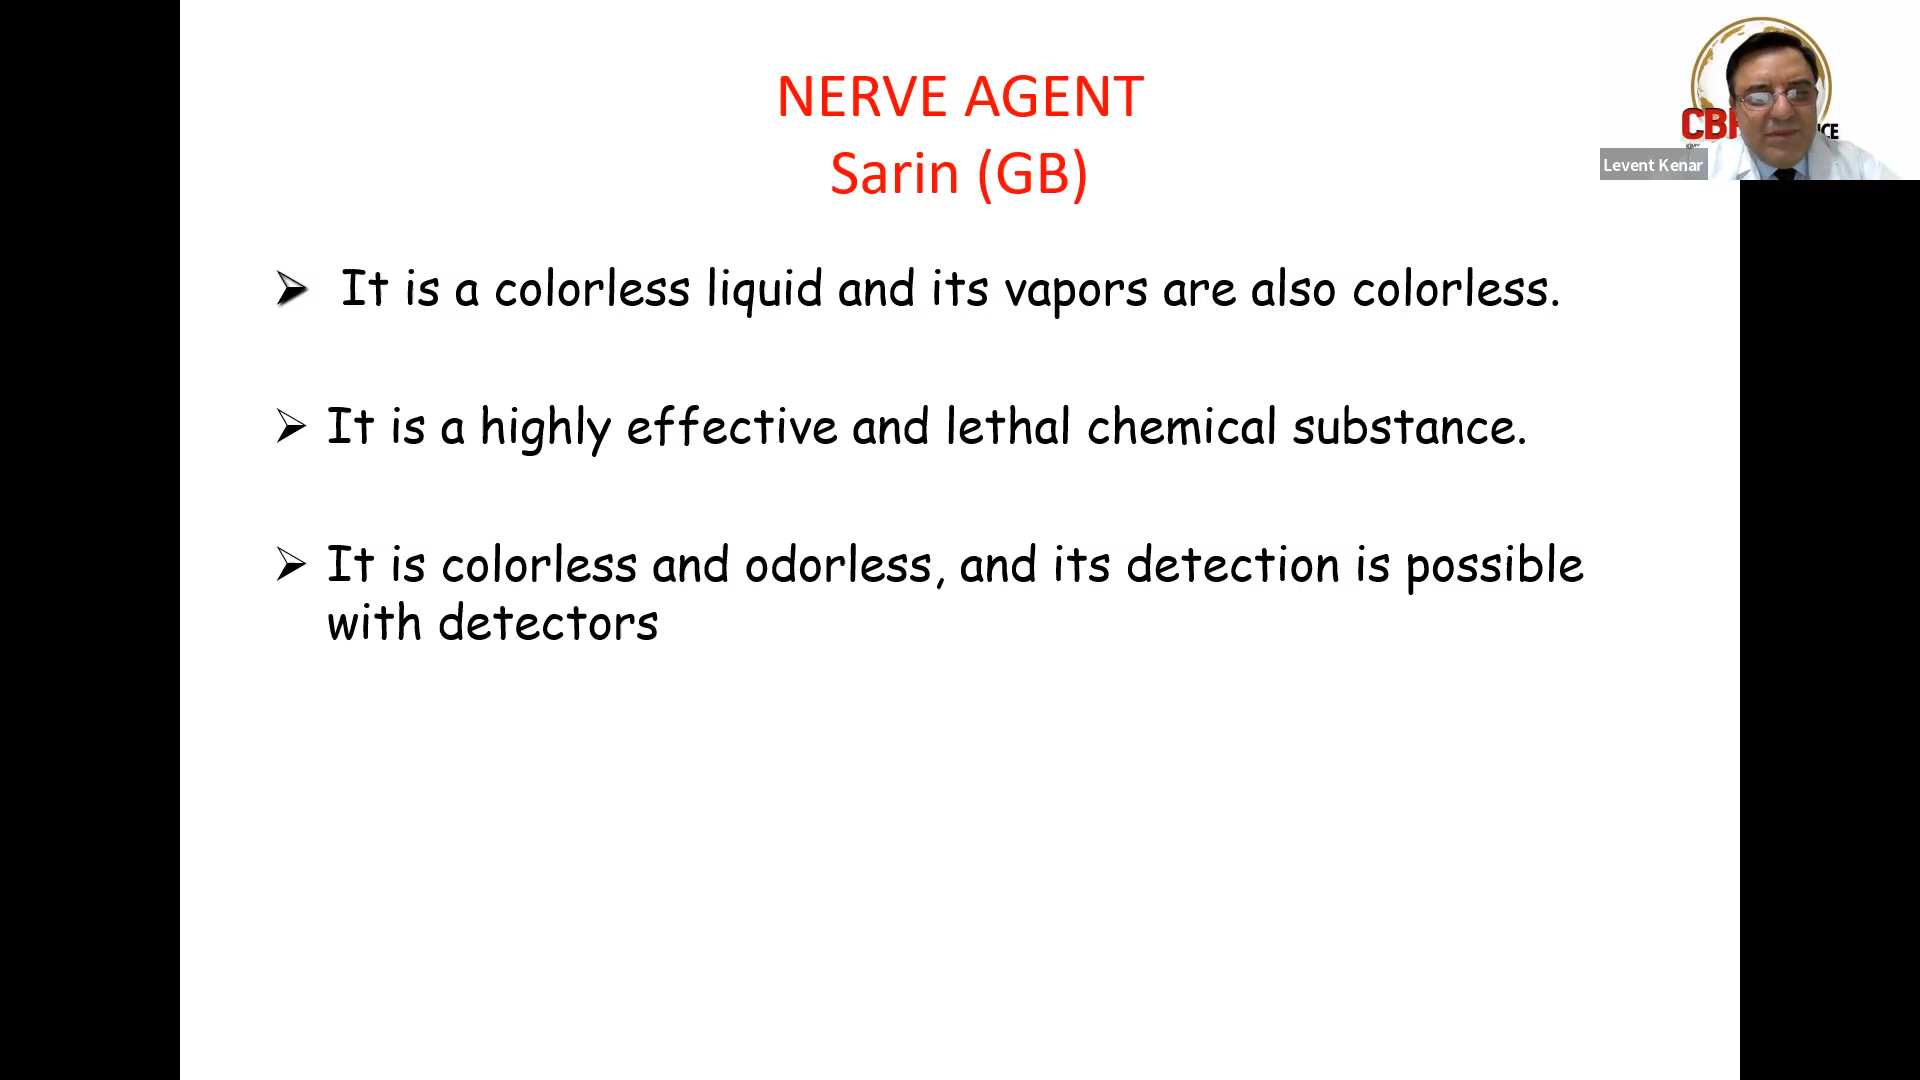 NERVE AGENT
Sarin (GB)
It is a colorless liquid and its vapors are also colorless.
It is a highly effective and lethal chemical substance.
It is colorless and odorless, and its detection is possible
with detectors
Levent Kenar